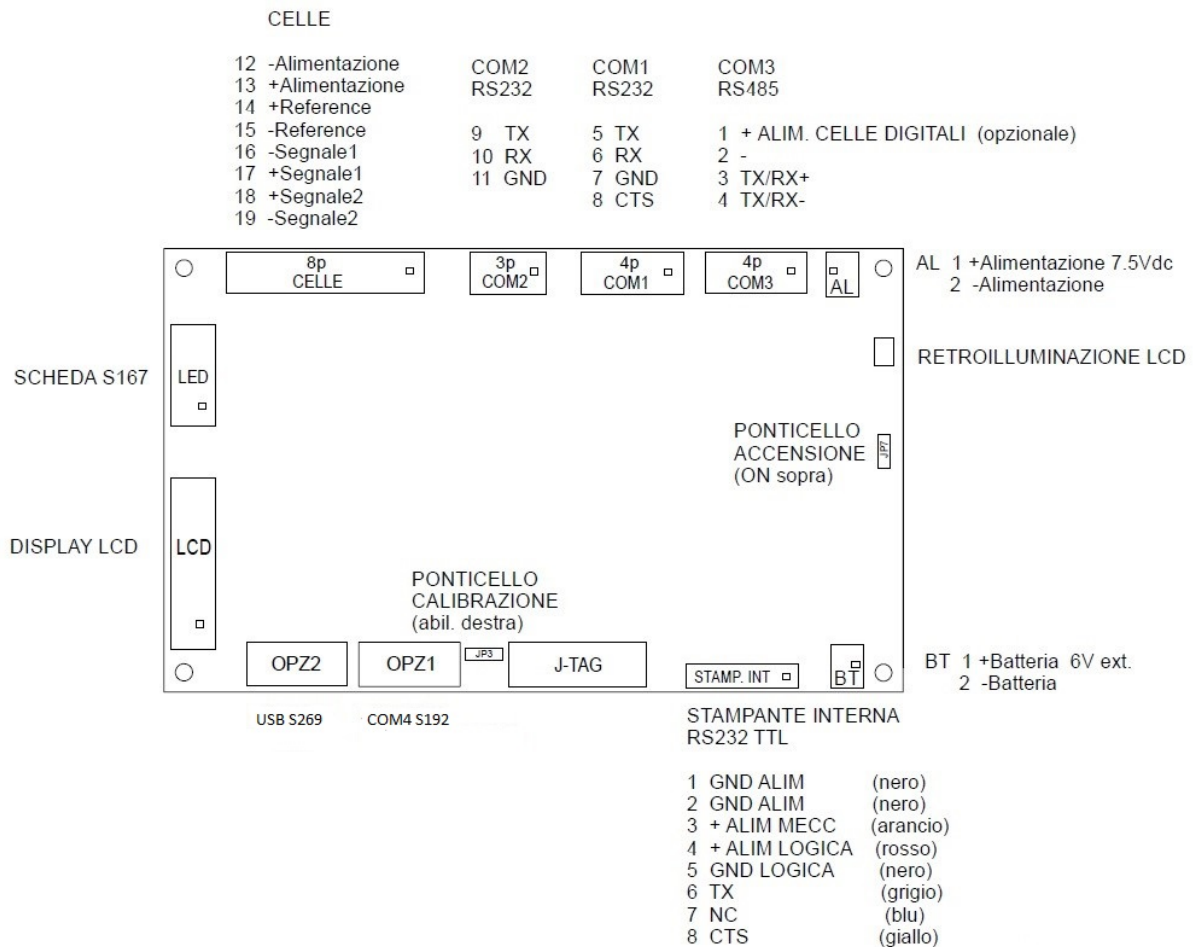 CELLE
12 -Alimentazione
13 +Alimentazione
14 +Reference
15 -Reference
16 -Segnale1
17 +Segnale1
18 +Segnale2
19 -Segnale2
COM2
RS232
9 TX
10 RX
11 GND
COM1
RS232
5 TX
6 RX
7 GND
8 CTS
COM3
RS485
1 + ALIM. CELLE DIGITALI (opzionale)
2 -
3 TX/RX+
4 TX/RX-
8p
CELLE
3p
COM2
4p
COM1
4p
COM3
AL
AL 1 +Alimentazione 7.5Vdc
2 -Alimentazione
RETROILLUMINAZIONE LCD
SCHEDA S167
LED
PONTICELLO
ACCENSIONE
(ON sopra)
JP7
DISPLAY LCD
LCD
PONTICELLO
CALIBRAZIONE
(abil. destra)
OPZ2
OPZ1
JP3
J-TAG
STAMP. INT
BT
BT 1 +Batteria 6V ext.
2 -Batteria
USB S269
COM4 S192
STAMPANTE INTERNA
RS232 TTL
1 GND ALIM (nero)
2 GND ALIM (nero)
3 + ALIM MECC (arancio)
4 + ALIM LOGICA (rosso)
5 GND LOGICA (nero)
6 TX (grigio)
7 NC (blu)
8 CTS (giallo)